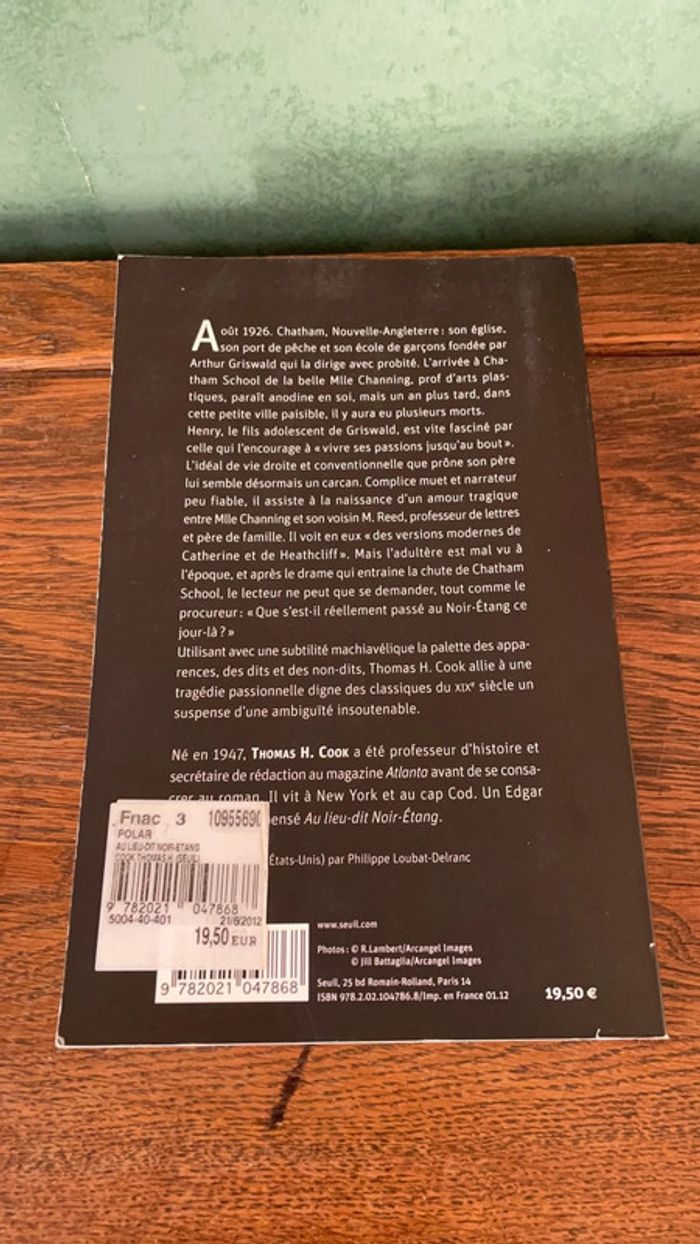 Août 1926. Chatham, Nouvelle-Angleterre : son église,
son port de pêche et son école de garçons fondée par
Arthur Griswald qui la dirige avec probité. L'arrivée à Cha-
tham School de la belle Mlle Channing, prof d'arts plas-
tiques, paraît anodine en soi, mais un an plus tard, dans
cette petite ville paisible, il y aura eu plusieurs morts.
Henry, le fils adolescent de Griswald, est vite fasciné par
celle qui l'encourage à « vivre ses passions jusqu'au bout ».
L'idéal de vie droite et conventionnelle que prône son père
lui semble désormais un carcan. Complice muet et narrateur
peu fiable, il assiste à la naissance d'un amour tragique
entre Mlle Channing et son voisin M. Reed, professeur de lettres
et père de famille. Il voit en eux « des versions modernes de
Catherine et de Heathcliff ». Mais l'adultère est mal vu à
l'époque, et après le drame qui entraine la chute de Chatham
School, le lecteur ne peut que se demander, tout comme le
procureur : « Que s'est-il réellement passé au Noir-Étang ce
jour-là ? »
Utilisant avec une subtilité machiavélique la palette des appa-
rences, des dits et des non-dits, Thomas H. Cook allie à une
tragédie passionnelle digne des classiques du XIXe siècle un
suspense d'une ambiguïté insoutenable.
Né en 1947, THOMAS H. COOK a été professeur d'histoire et
secrétaire de rédaction au magazine Atlanta avant de se consa-
crer au roman. Il vit à New York et au cap Cod. Un Edgar
ensé Au lieu-dit Noir-Étang.
États-Unis) par Philippe Loubat-Delranc
Fnac 3 10955690
POLAR
AU LIEU-DIT NOIR-ETANG
COOK THOMAS H (SEUIL)
9 782021 047868
5004-40-401 21/6/2012
19,50 EUR
9 782021 047868
www.seuil.com
Photos : © R.Lambert/Arcangel Images
© Jill Battaglia/Arcangel Images
Seuil, 25 bd Romain-Rolland, Paris 14
ISBN 978.2.02.104786.8/Imp. en France 01.12
19,50 €